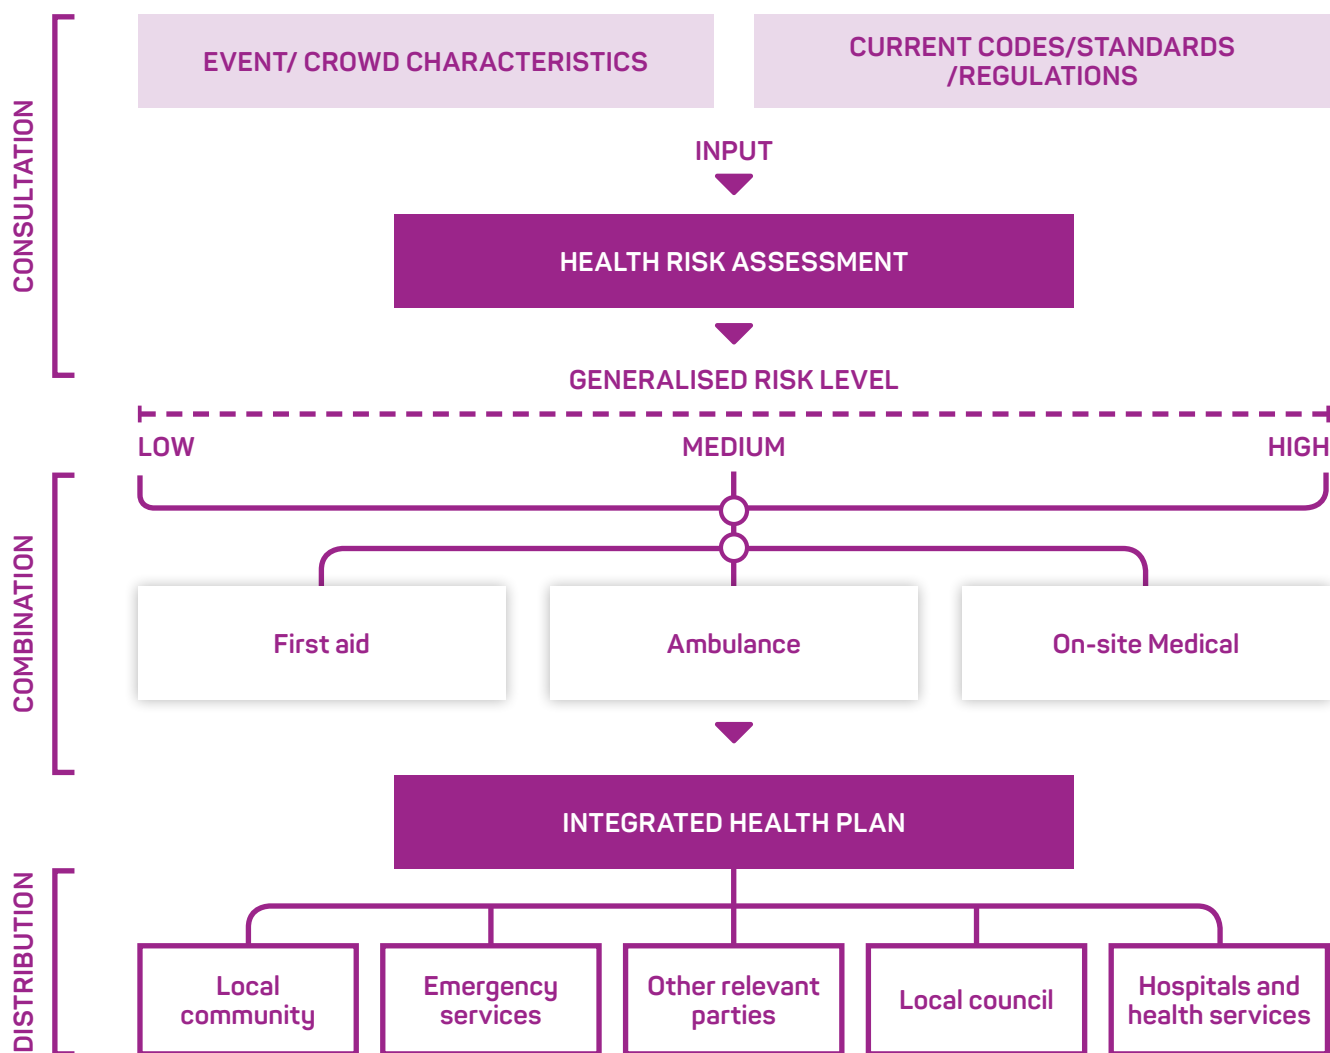 CONSULTATION
EVENT/ CROWD CHARACTERISTICS
CURRENT CODES/STANDARDS
/REGULATIONS
INPUT
HEALTH RISK ASSESSMENT
GENERALISED RISK LEVEL
LOW
MEDIUM
HIGH
COMBINATION
First aid
Ambulance
On-site Medical
INTEGRATED HEALTH PLAN
DISTRIBUTION
Local
community
Emergency
services
Other relevant
parties
Local council
Hospitals and
health services